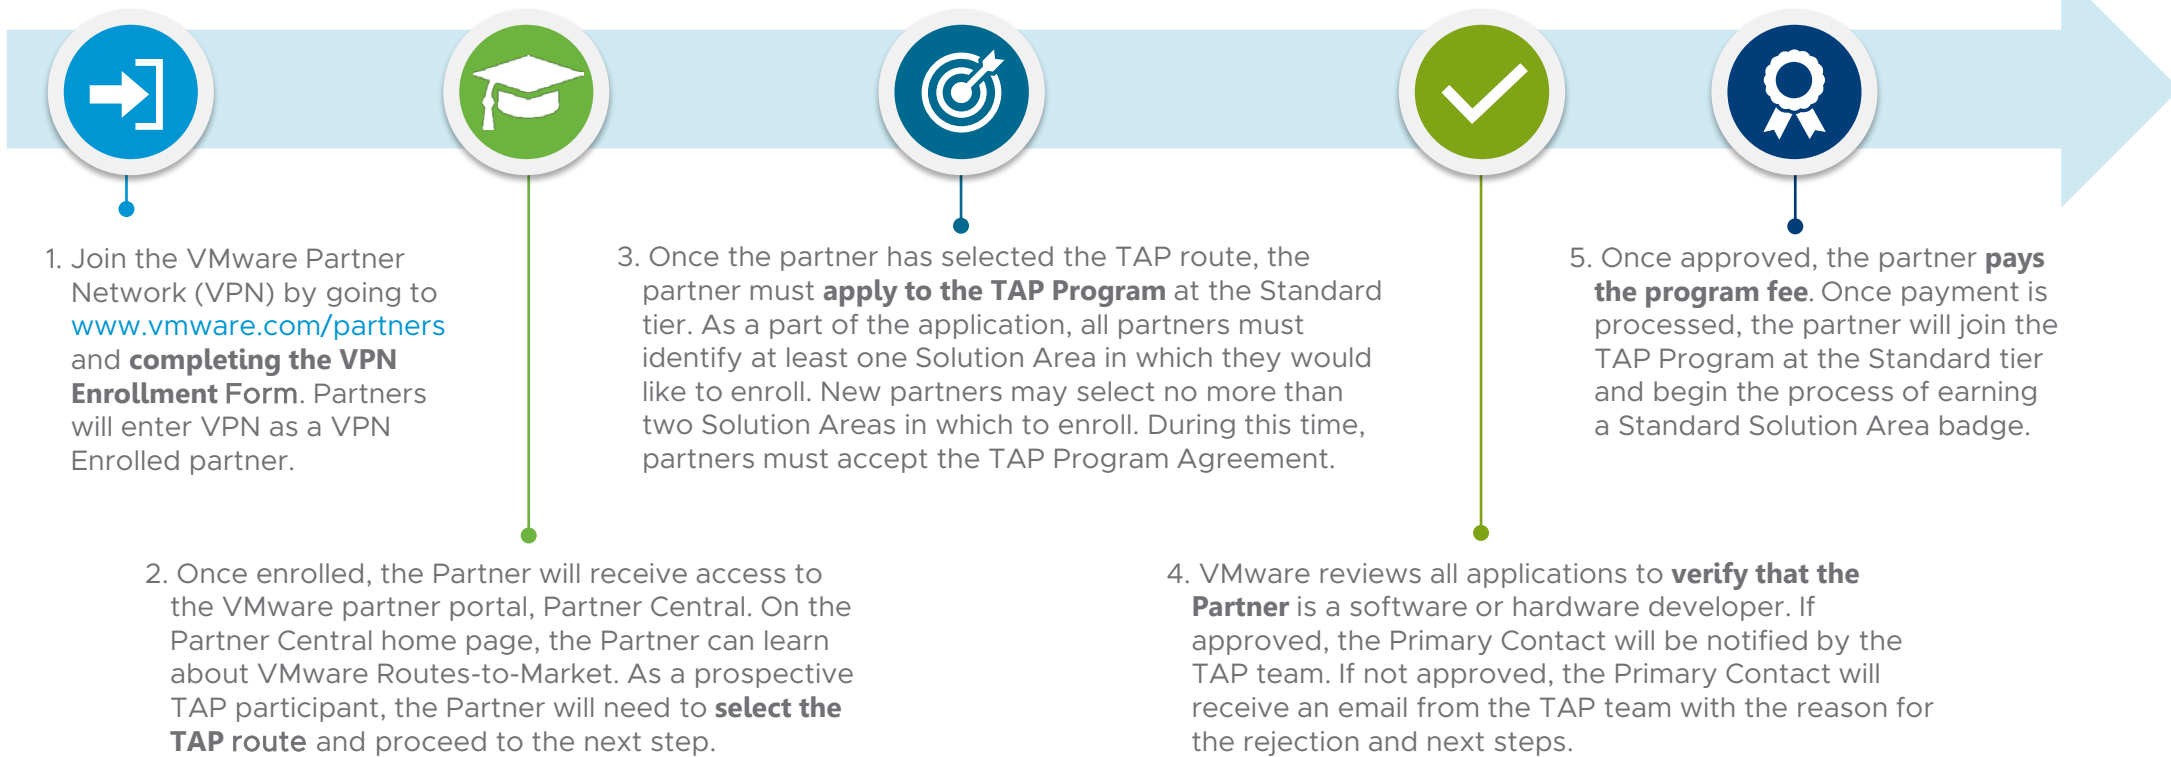 1. Join the VMware Partner
Network (VPN) by going to
www.vmware.com/partners
and completing the VPN
Enrollment Form. Partners
will enter VPN as a VPN
Enrolled partner.
2. Once enrolled, the Partner will receive access to
the VMware partner portal, Partner Central. On the
Partner Central home page, the Partner can learn
about VMware Routes-to-Market. As a prospective
TAP participant, the Partner will need to select the
TAP route and proceed to the next step.
3. Once the partner has selected the TAP route, the
partner must apply to the TAP Program at the Standard
tier. As a part of the application, all partners must
identify at least one Solution Area in which they would
like to enroll. New partners may select no more than
two Solution Areas in which to enroll. During this time,
partners must accept the TAP Program Agreement.
4. VMware reviews all applications to verify that the
Partner is a software or hardware developer. If
approved, the Primary Contact will be notified by the
TAP team. If not approved, the Primary Contact will
receive an email from the TAP team with the reason for
the rejection and next steps.
5. Once approved, the partner pays
the program fee. Once payment is
processed, the partner will join the
TAP Program at the Standard tier
and begin the process of earning
a Standard Solution Area badge.